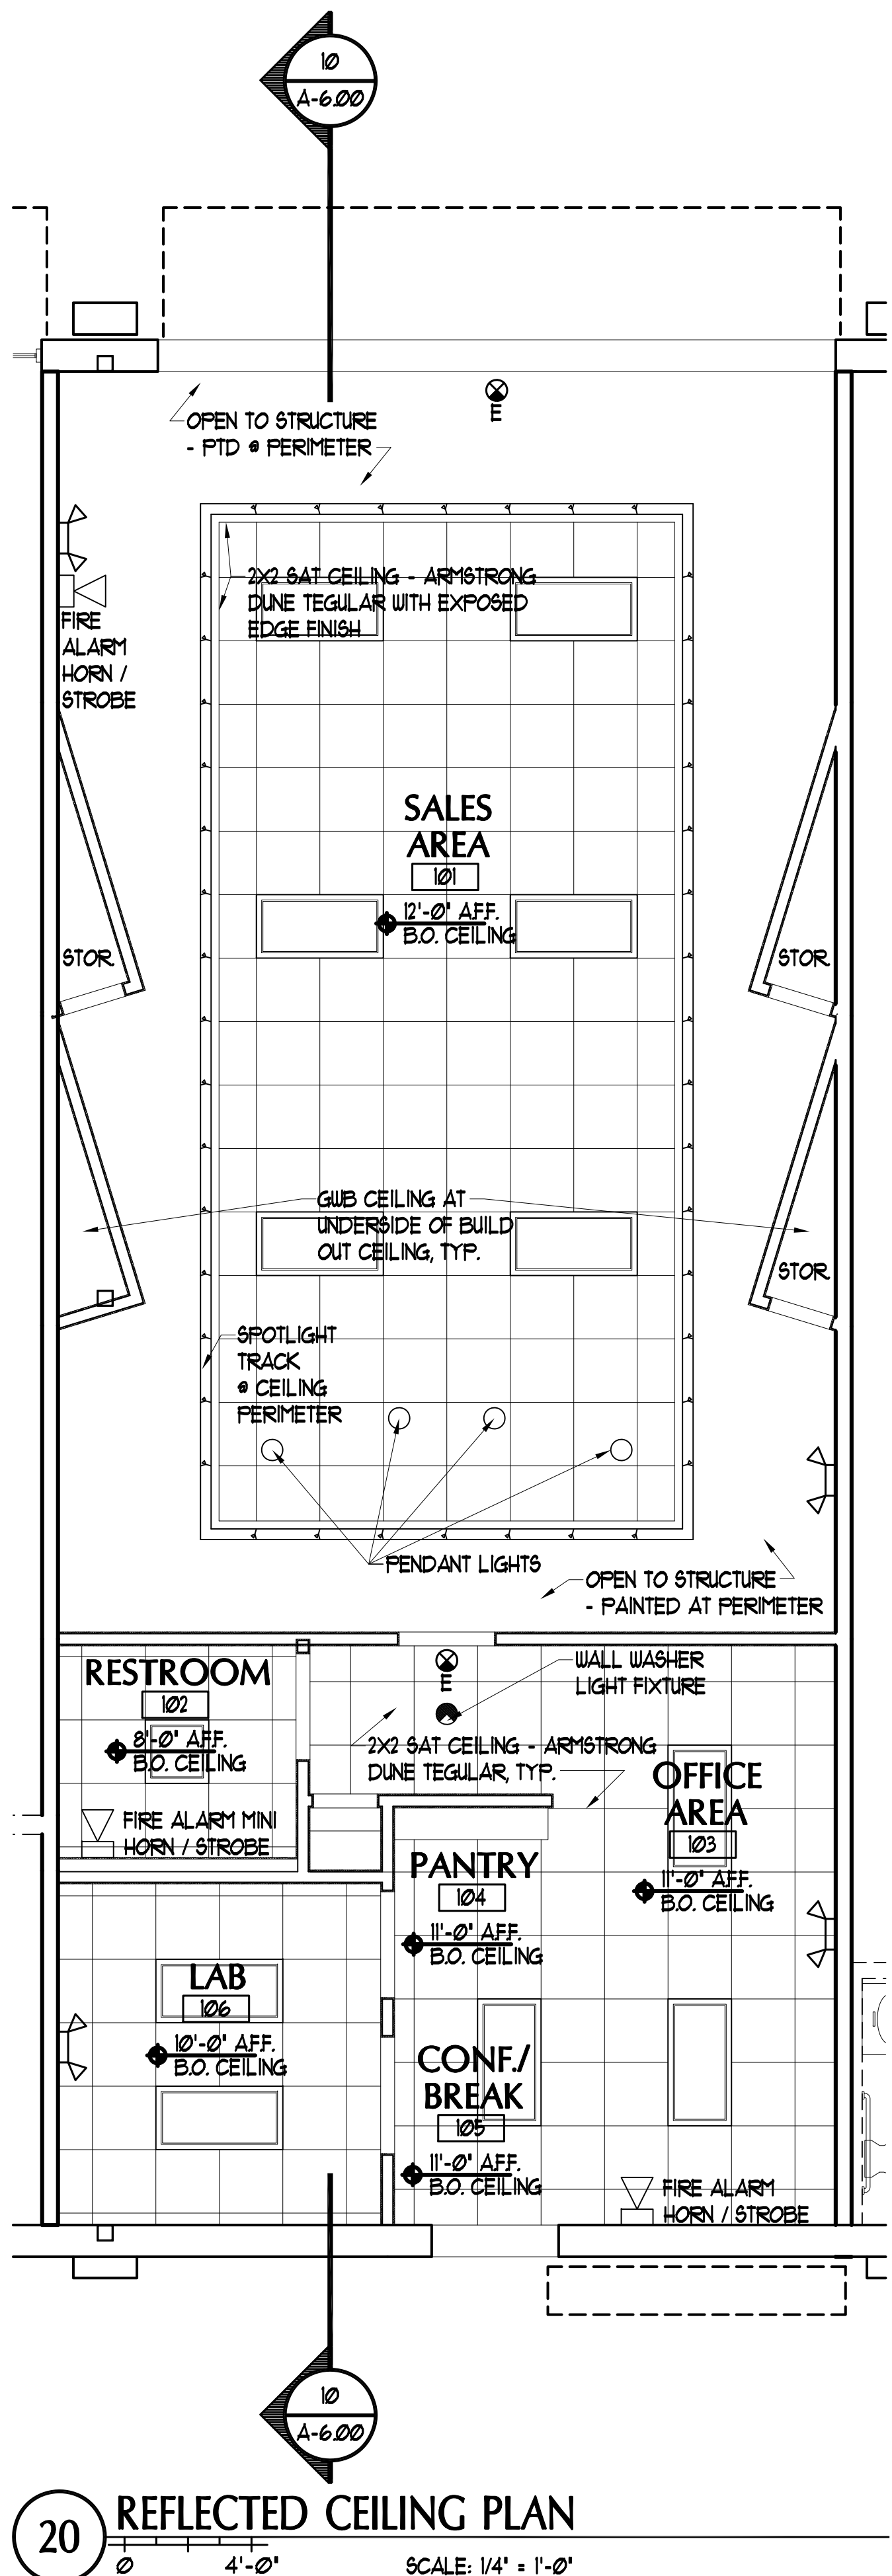 10
A-6.00
E
OPEN TO STRUCTURE
- PTD @ PERIMETER
2X2 SAT CEILING - ARMSTRONG
DUNE TEGULAR WITH EXPOSED
EDGE FINISH
FIRE
ALARM
HORN /
STROBE
SALES
AREA
101
12'-0" A.F.F.
B.O. CEILING
STOR.
STOR.
GWB CEILING AT
UNDERSIDE OF BUILD
OUT CEILING, TYP.
STOR.
SPOTLIGHT
TRACK
@ CEILING
PERIMETER
PENDANT LIGHTS
OPEN TO STRUCTURE
- PAINTED AT PERIMETER
RESTROOM
102
8'-0" A.F.F.
B.O. CEILING
E
WALL WASHER
LIGHT FIXTURE
2X2 SAT CEILING - ARMSTRONG
DUNE TEGULAR, TYP.
OFFICE
AREA
103
11'-0" A.F.F.
B.O. CEILING
FIRE ALARM MINI
HORN / STROBE
PANTRY
104
11'-0" A.F.F.
B.O. CEILING
LAB
106
10'-0" A.F.F.
B.O. CEILING
CONF./
BREAK
105
11'-0" A.F.F.
B.O. CEILING
FIRE ALARM
HORN / STROBE
10
A-6.00
20
REFLECTED CEILING PLAN
0 4'-0" SCALE: 1/4" = 1'-0"